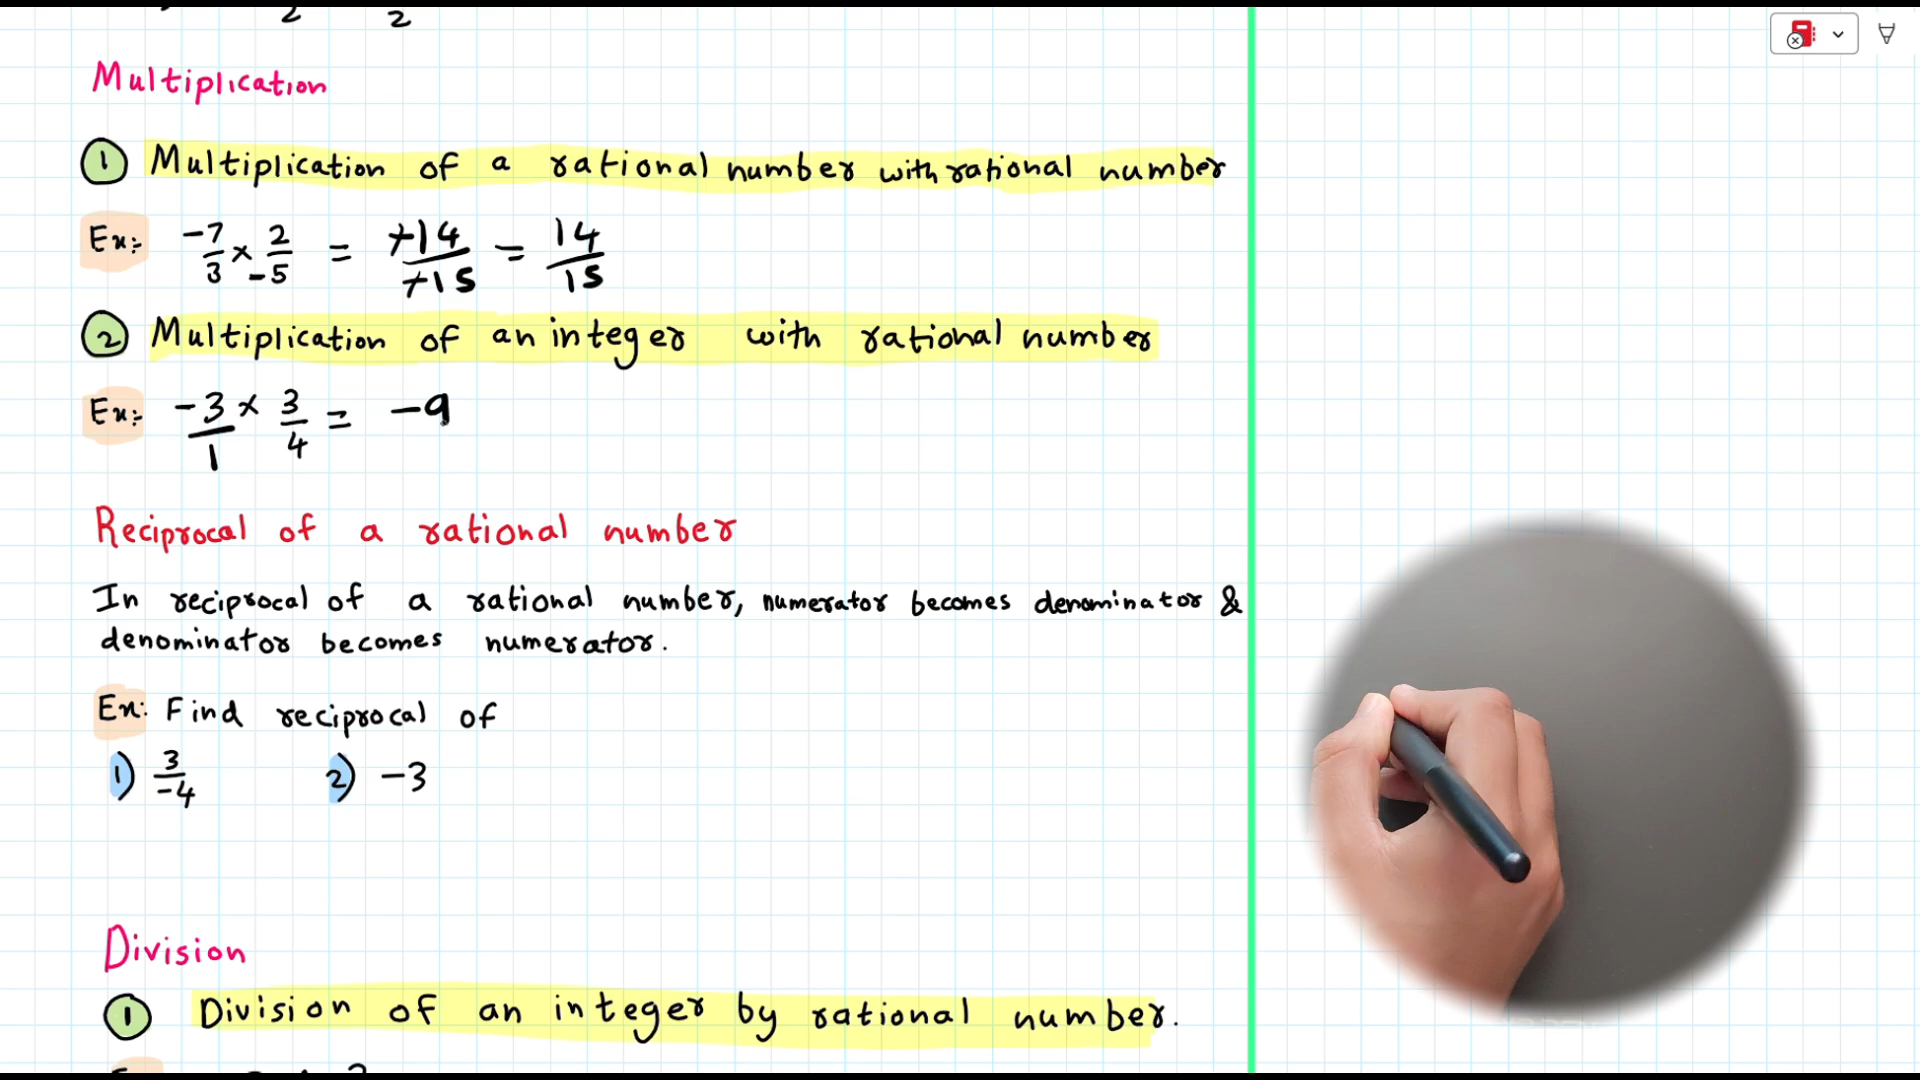 2 2
Multiplication
1 Multiplication of a rational number with rational number
Ex:- -7/3 × 2/-5 = +14/+15 = 14/15
2 Multiplication of an integer with rational number
Ex:- -3/1 × 3/4 = -9
Reciprocal of a rational number
In reciprocal of a rational number, numerator becomes denominator &
denominator becomes numerator.
Ex: Find reciprocal of
1) 3/-4 2) -3
Division
1 Division of an integer by rational number.